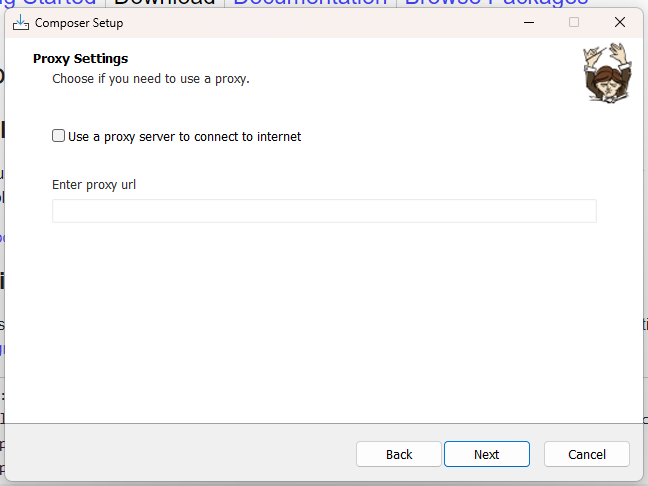 ng Started Download Documentation Browse Packages
Composer Setup
Proxy Settings
Choose if you need to use a proxy.
Use a proxy server to connect to internet
Enter proxy url
Back Next Cancel